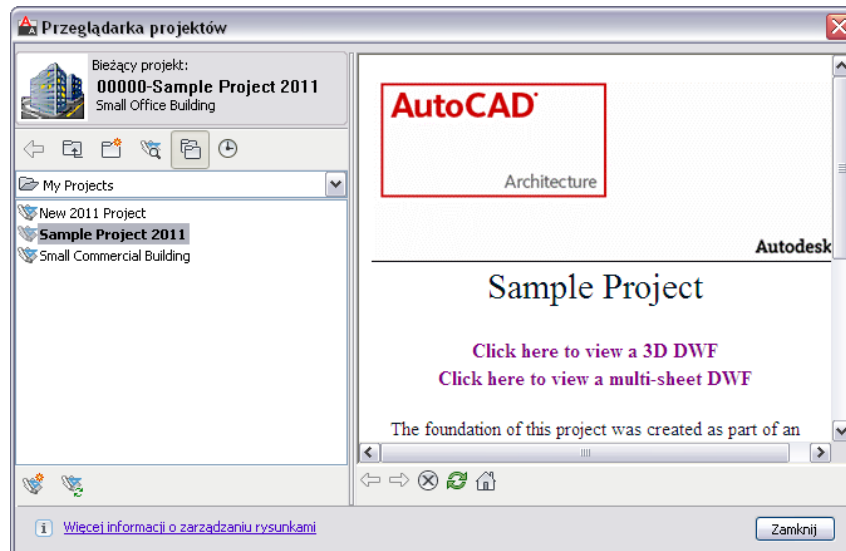 Przeglądarka projektów
Bieżący projekt:
00000-Sample Project 2011
Small Office Building
My Projects
New 2011 Project
Sample Project 2011
Small Commercial Building
AutoCAD
Architecture
Autodesk
Sample Project
Click here to view a 3D DWF
Click here to view a multi-sheet DWF
The foundation of this project was created as part of an
Więcej informacji o zarządzaniu rysunkami
Zamknij